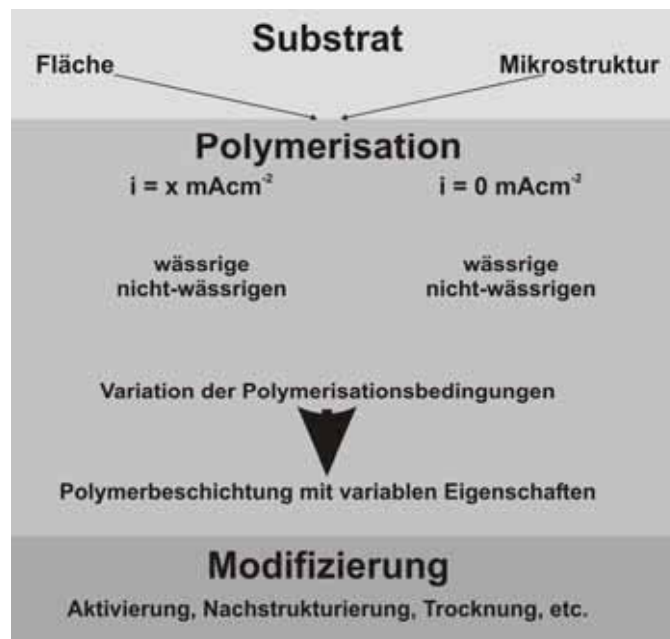 Substrat
Fläche
Mikrostruktur
Polymerisation
i = x mAcm⁻²
i = 0 mAcm⁻²
wässrige
nicht-wässrigen
wässrige
nicht-wässrigen
Variation der Polymerisationsbedingungen
Polymerbeschichtung mit variablen Eigenschaften
Modifizierung
Aktivierung, Nachstrukturierung, Trocknung, etc.